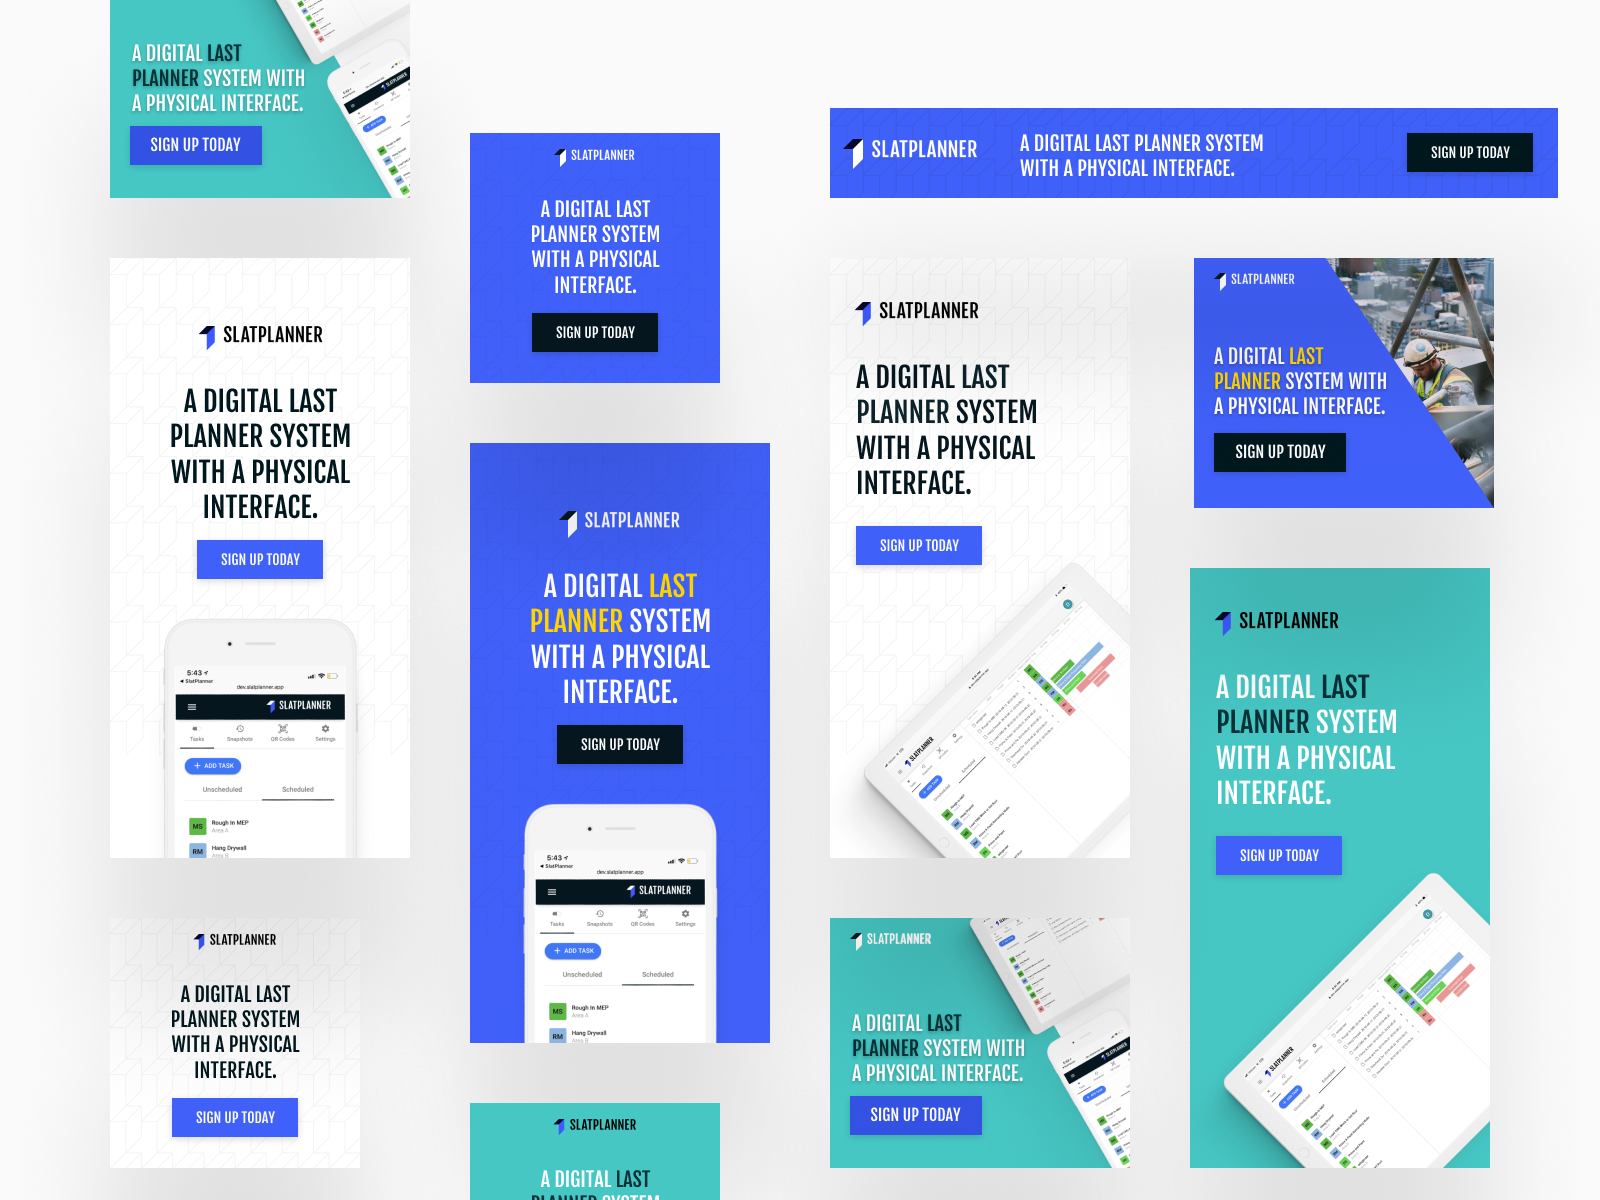 A DIGITAL LAST
PLANNER SYSTEM WITH
A PHYSICAL INTERFACE.
SIGN UP TODAY
SLATPLANNER
SLATPLANNER
A DIGITAL LAST
PLANNER SYSTEM
WITH A PHYSICAL
INTERFACE.
SIGN UP TODAY
5:43
SlatPlanner
dev.slatplanner.app
SLATPLANNER
Tasks
Snapshots
QR Codes
Settings
+ ADD TASK
Unscheduled
Scheduled
MS
Rough In MEP
Area A
RM
Hang Drywall
Area B
SLATPLANNER
A DIGITAL LAST
PLANNER SYSTEM
WITH A PHYSICAL
INTERFACE.
SIGN UP TODAY
SLATPLANNER
A DIGITAL LAST
PLANNER SYSTEM
WITH A PHYSICAL
INTERFACE.
SIGN UP TODAY
SLATPLANNER
A DIGITAL LAST
PLANNER SYSTEM
WITH A PHYSICAL
INTERFACE.
SIGN UP TODAY
5:43
SlatPlanner
dev.slatplanner.app
SLATPLANNER
Tasks
Snapshots
QR Codes
Settings
+ ADD TASK
Unscheduled
Scheduled
MS
Rough In MEP
Area A
RM
Hang Drywall
SLATPLANNER
A DIGITAL LAST
PLANNER SYSTEM
SLATPLANNER
A DIGITAL LAST PLANNER SYSTEM
WITH A PHYSICAL INTERFACE.
SIGN UP TODAY
SLATPLANNER
A DIGITAL LAST
PLANNER SYSTEM
WITH A PHYSICAL
INTERFACE.
SIGN UP TODAY
SLATPLANNER
Unscheduled
Scheduled
SLATPLANNER
A DIGITAL LAST
PLANNER SYSTEM WITH
A PHYSICAL INTERFACE.
SIGN UP TODAY
SLATPLANNER
A DIGITAL LAST
PLANNER SYSTEM WITH
A PHYSICAL INTERFACE.
SIGN UP TODAY
SLATPLANNER
SLATPLANNER
A DIGITAL LAST
PLANNER SYSTEM
WITH A PHYSICAL
INTERFACE.
SIGN UP TODAY
SLATPLANNER